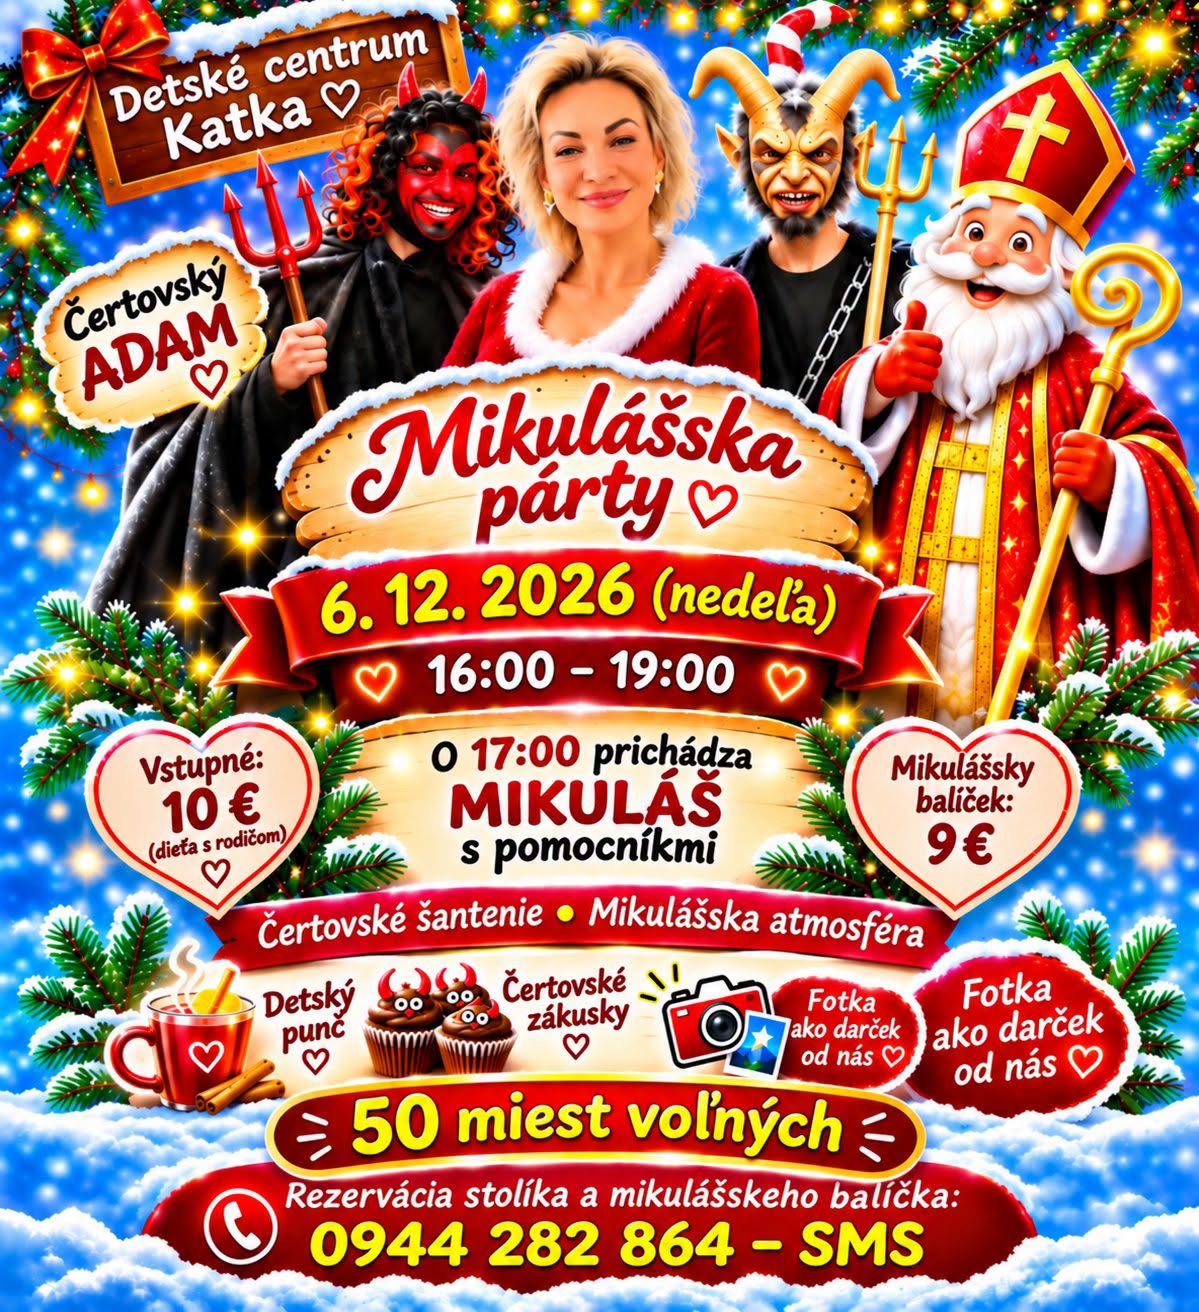 Detské centrum
Katka ♡
Čertovský
ADAM
♡
Mikulášska
párty ♡
6. 12. 2026 (nedeľa)
16:00 – 19:00
Vstupné:
10 €
(dieťa s rodičom)
♡
O 17:00 prichádza
MIKULÁŠ
s pomocníkmi
Mikulášsky
balíček:
9 €
Čertovské šantenie • Mikulášska atmosféra
Detský
punč
♡
Čertovské
zákusky
♡
Fotka
ako darček
od nás ♡
Fotka
ako darček
od nás ♡
50 miest voľných
Rezervácia stolíka a mikulášskeho balíčka:
0944 282 864 – SMS